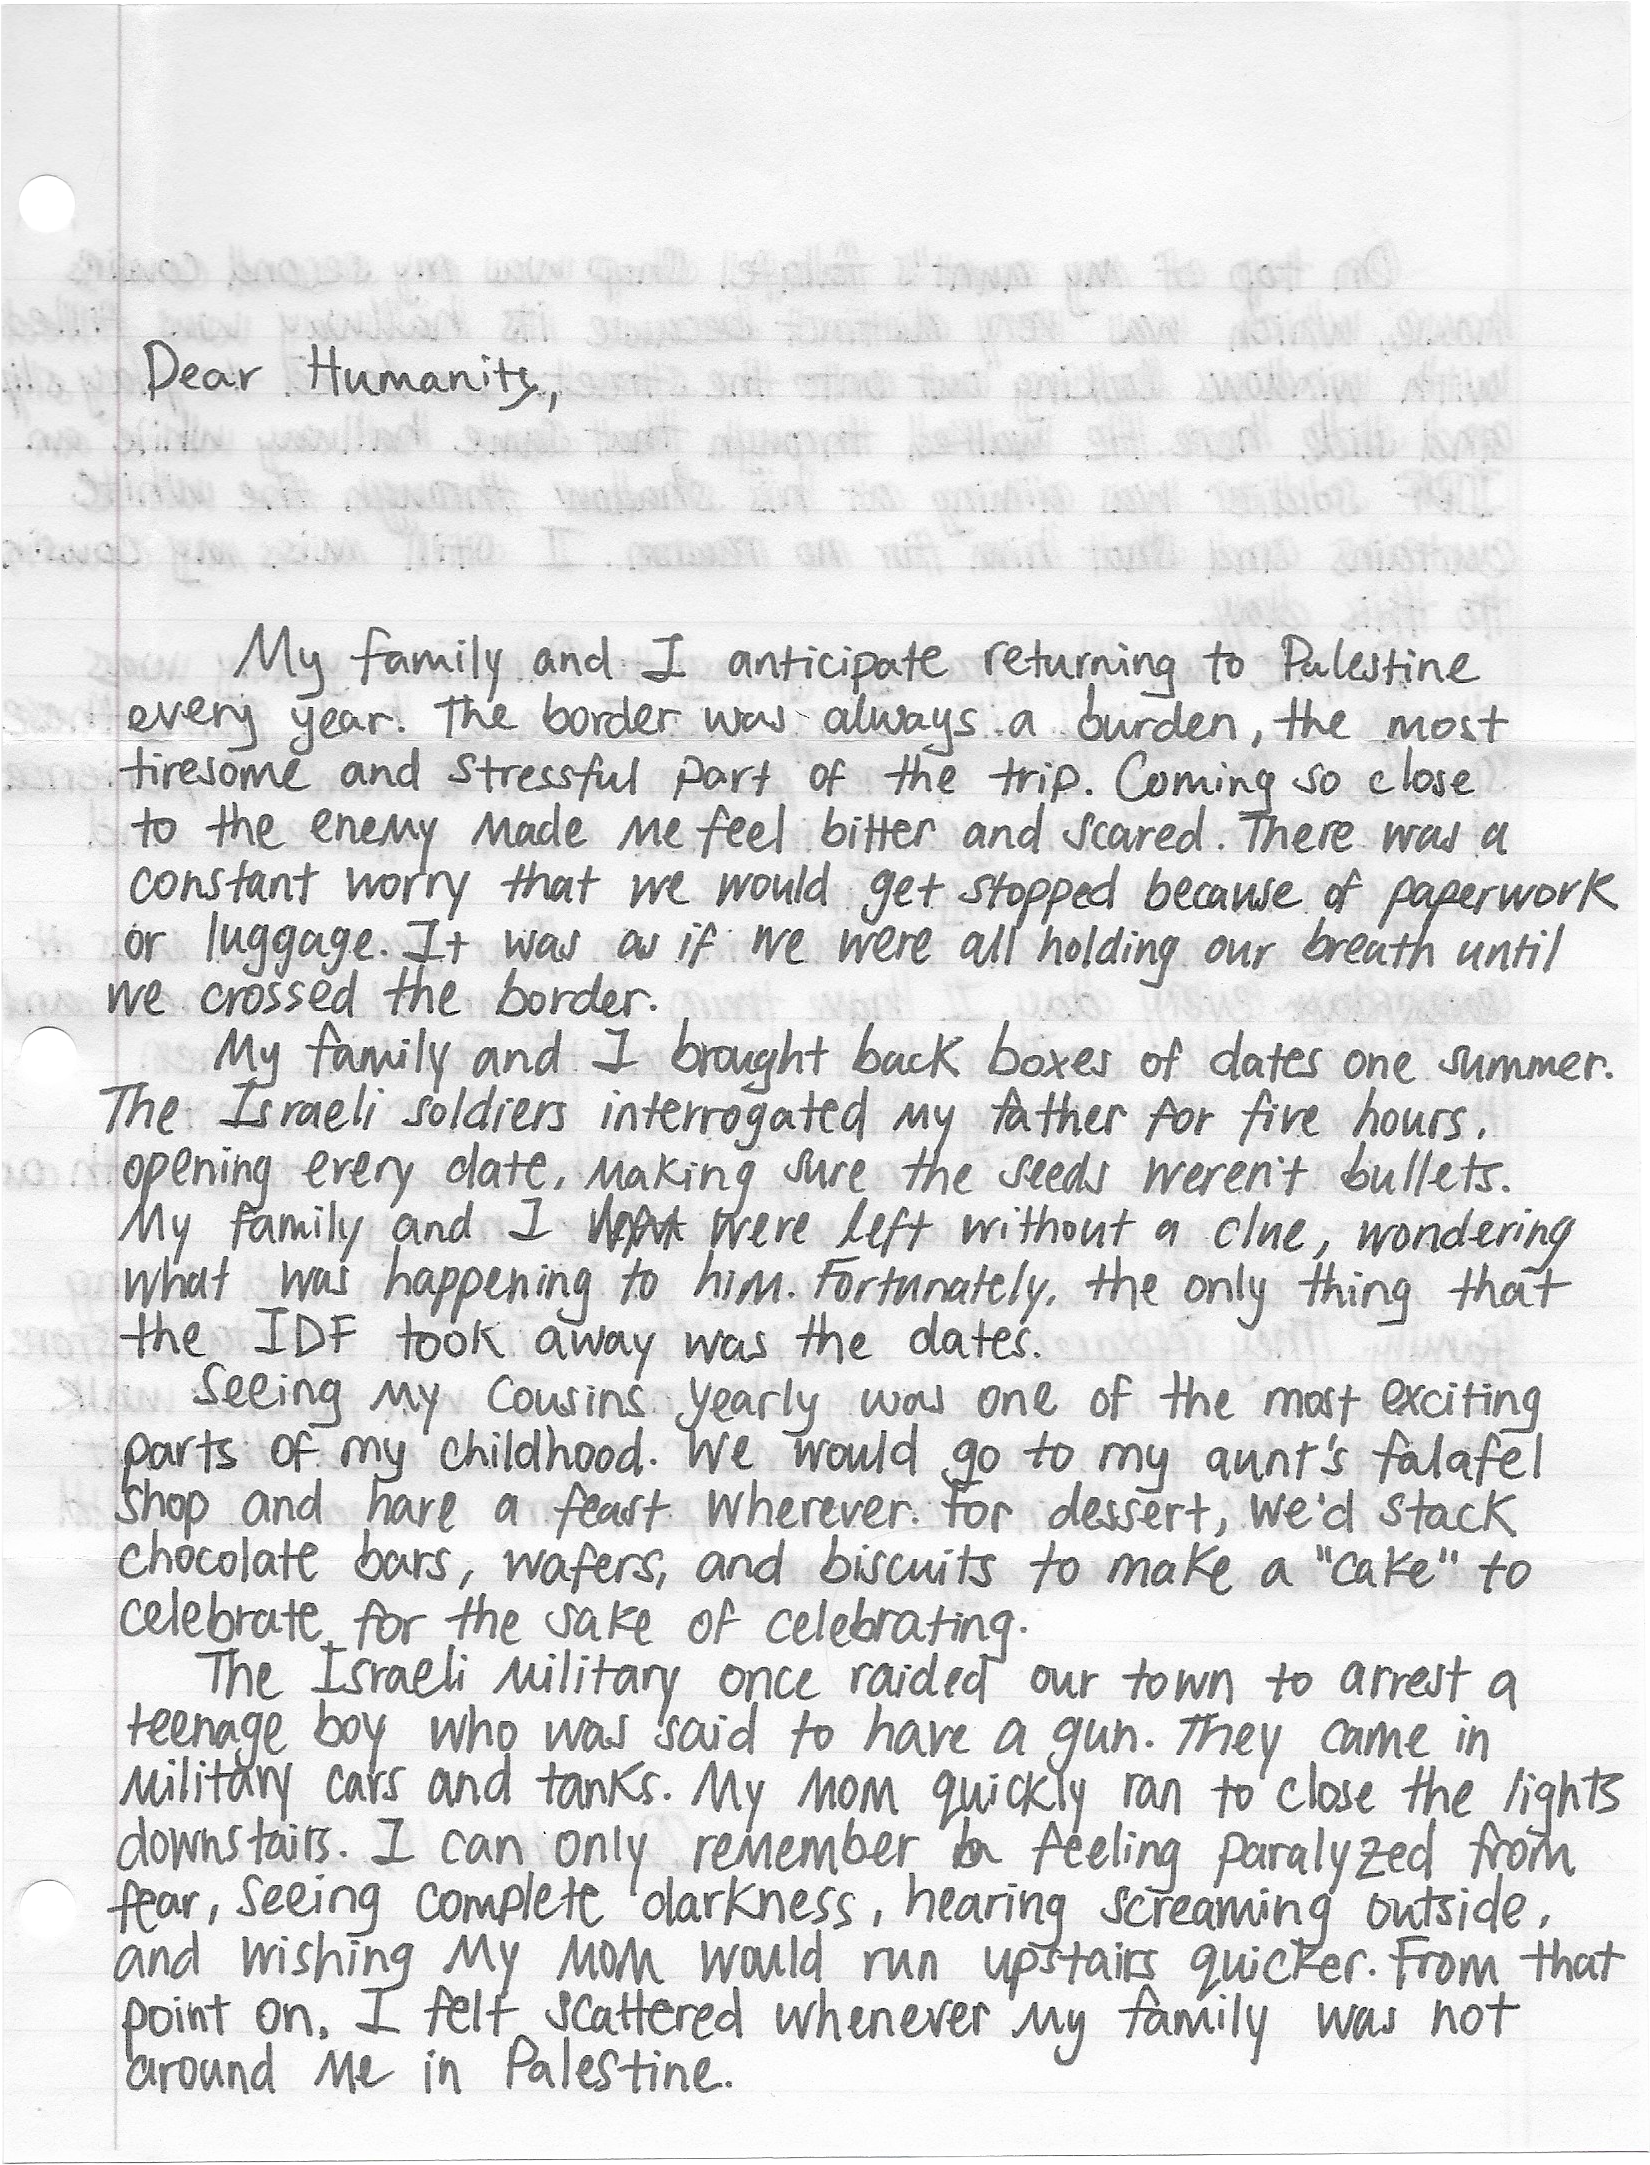 Dear Humanity,
My family and I anticipate returning to Palestine
every year. The border was always a burden, the most
tiresome and stressful part of the trip. Coming so close
to the enemy made me feel bitter and scared. There was a
constant worry that we would get stopped because of paperwork
or luggage. It was as if we were all holding our breath until
we crossed the border.
My family and I brought back boxes of dates one summer.
The Israeli soldiers interrogated my father for five hours,
opening every date, making sure the seeds weren't bullets.
My family and I were left without a clue, wondering
what was happening to him. Fortunately, the only thing that
the IDF took away was the dates.
Seeing my cousins yearly was one of the most exciting
parts of my childhood. We would go to my aunt's falafel
shop and have a feast wherever. For dessert, we'd stack
chocolate bars, wafers, and biscuits to make a "cake" to
celebrate for the sake of celebrating.
The Israeli military once raided our town to arrest a
teenage boy who was said to have a gun. They came in
military cars and tanks. My mom quickly ran to close the lights
downstairs. I can only remember feeling paralyzed from
fear, seeing complete darkness, hearing screaming outside,
and wishing my mom would run upstairs quicker. From that
point on, I felt scattered whenever my family was not
around me in Palestine.